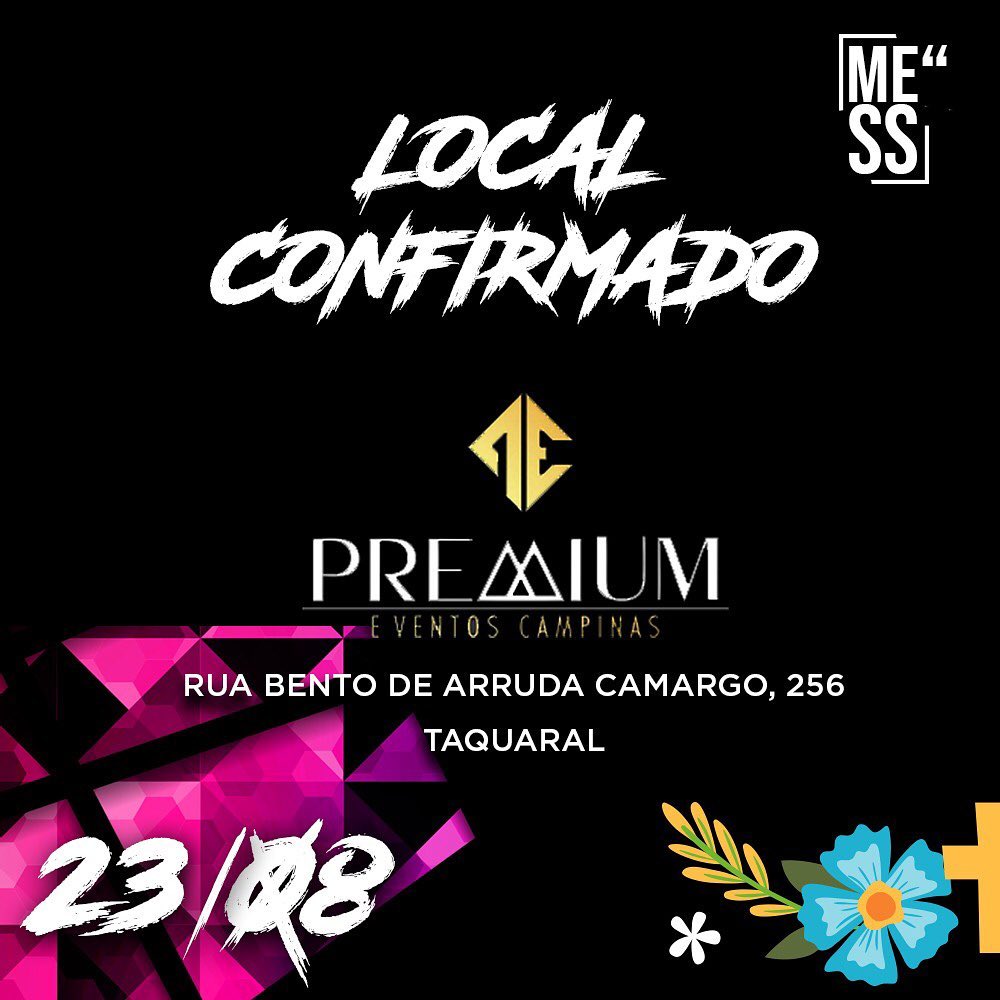 ME“
SS
LOCAL
CONFIRMADO
PREMIUM
EVENTOS CAMPINAS
RUA BENTO DE ARRUDA CAMARGO, 256
TAQUARAL
23/08